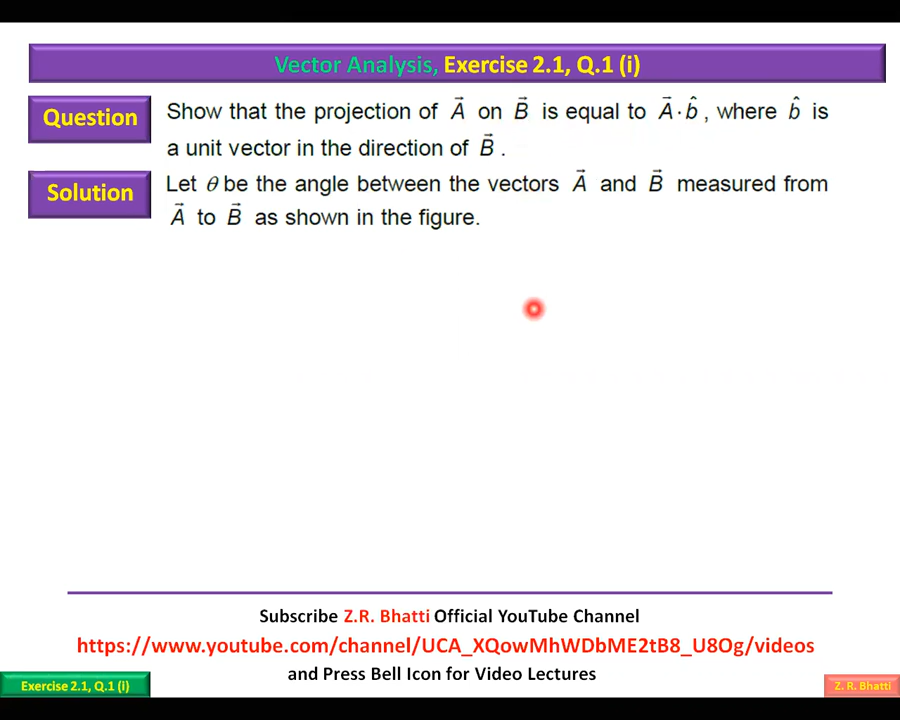 Vector Analysis, Exercise 2.1, Q.1 (i)
Question
Show that the projection of A⃗ on B⃗ is equal to A⃗ · b̂ , where b̂ is
a unit vector in the direction of B⃗ .
Solution
Let θ be the angle between the vectors A⃗ and B⃗ measured from
A⃗ to B⃗ as shown in the figure.
Subscribe Z.R. Bhatti Official YouTube Channel
https://www.youtube.com/channel/UCA_XQowMhWDbME2tB8_U8Og/videos
and Press Bell Icon for Video Lectures
Exercise 2.1, Q.1 (i)
Z. R. Bhatti